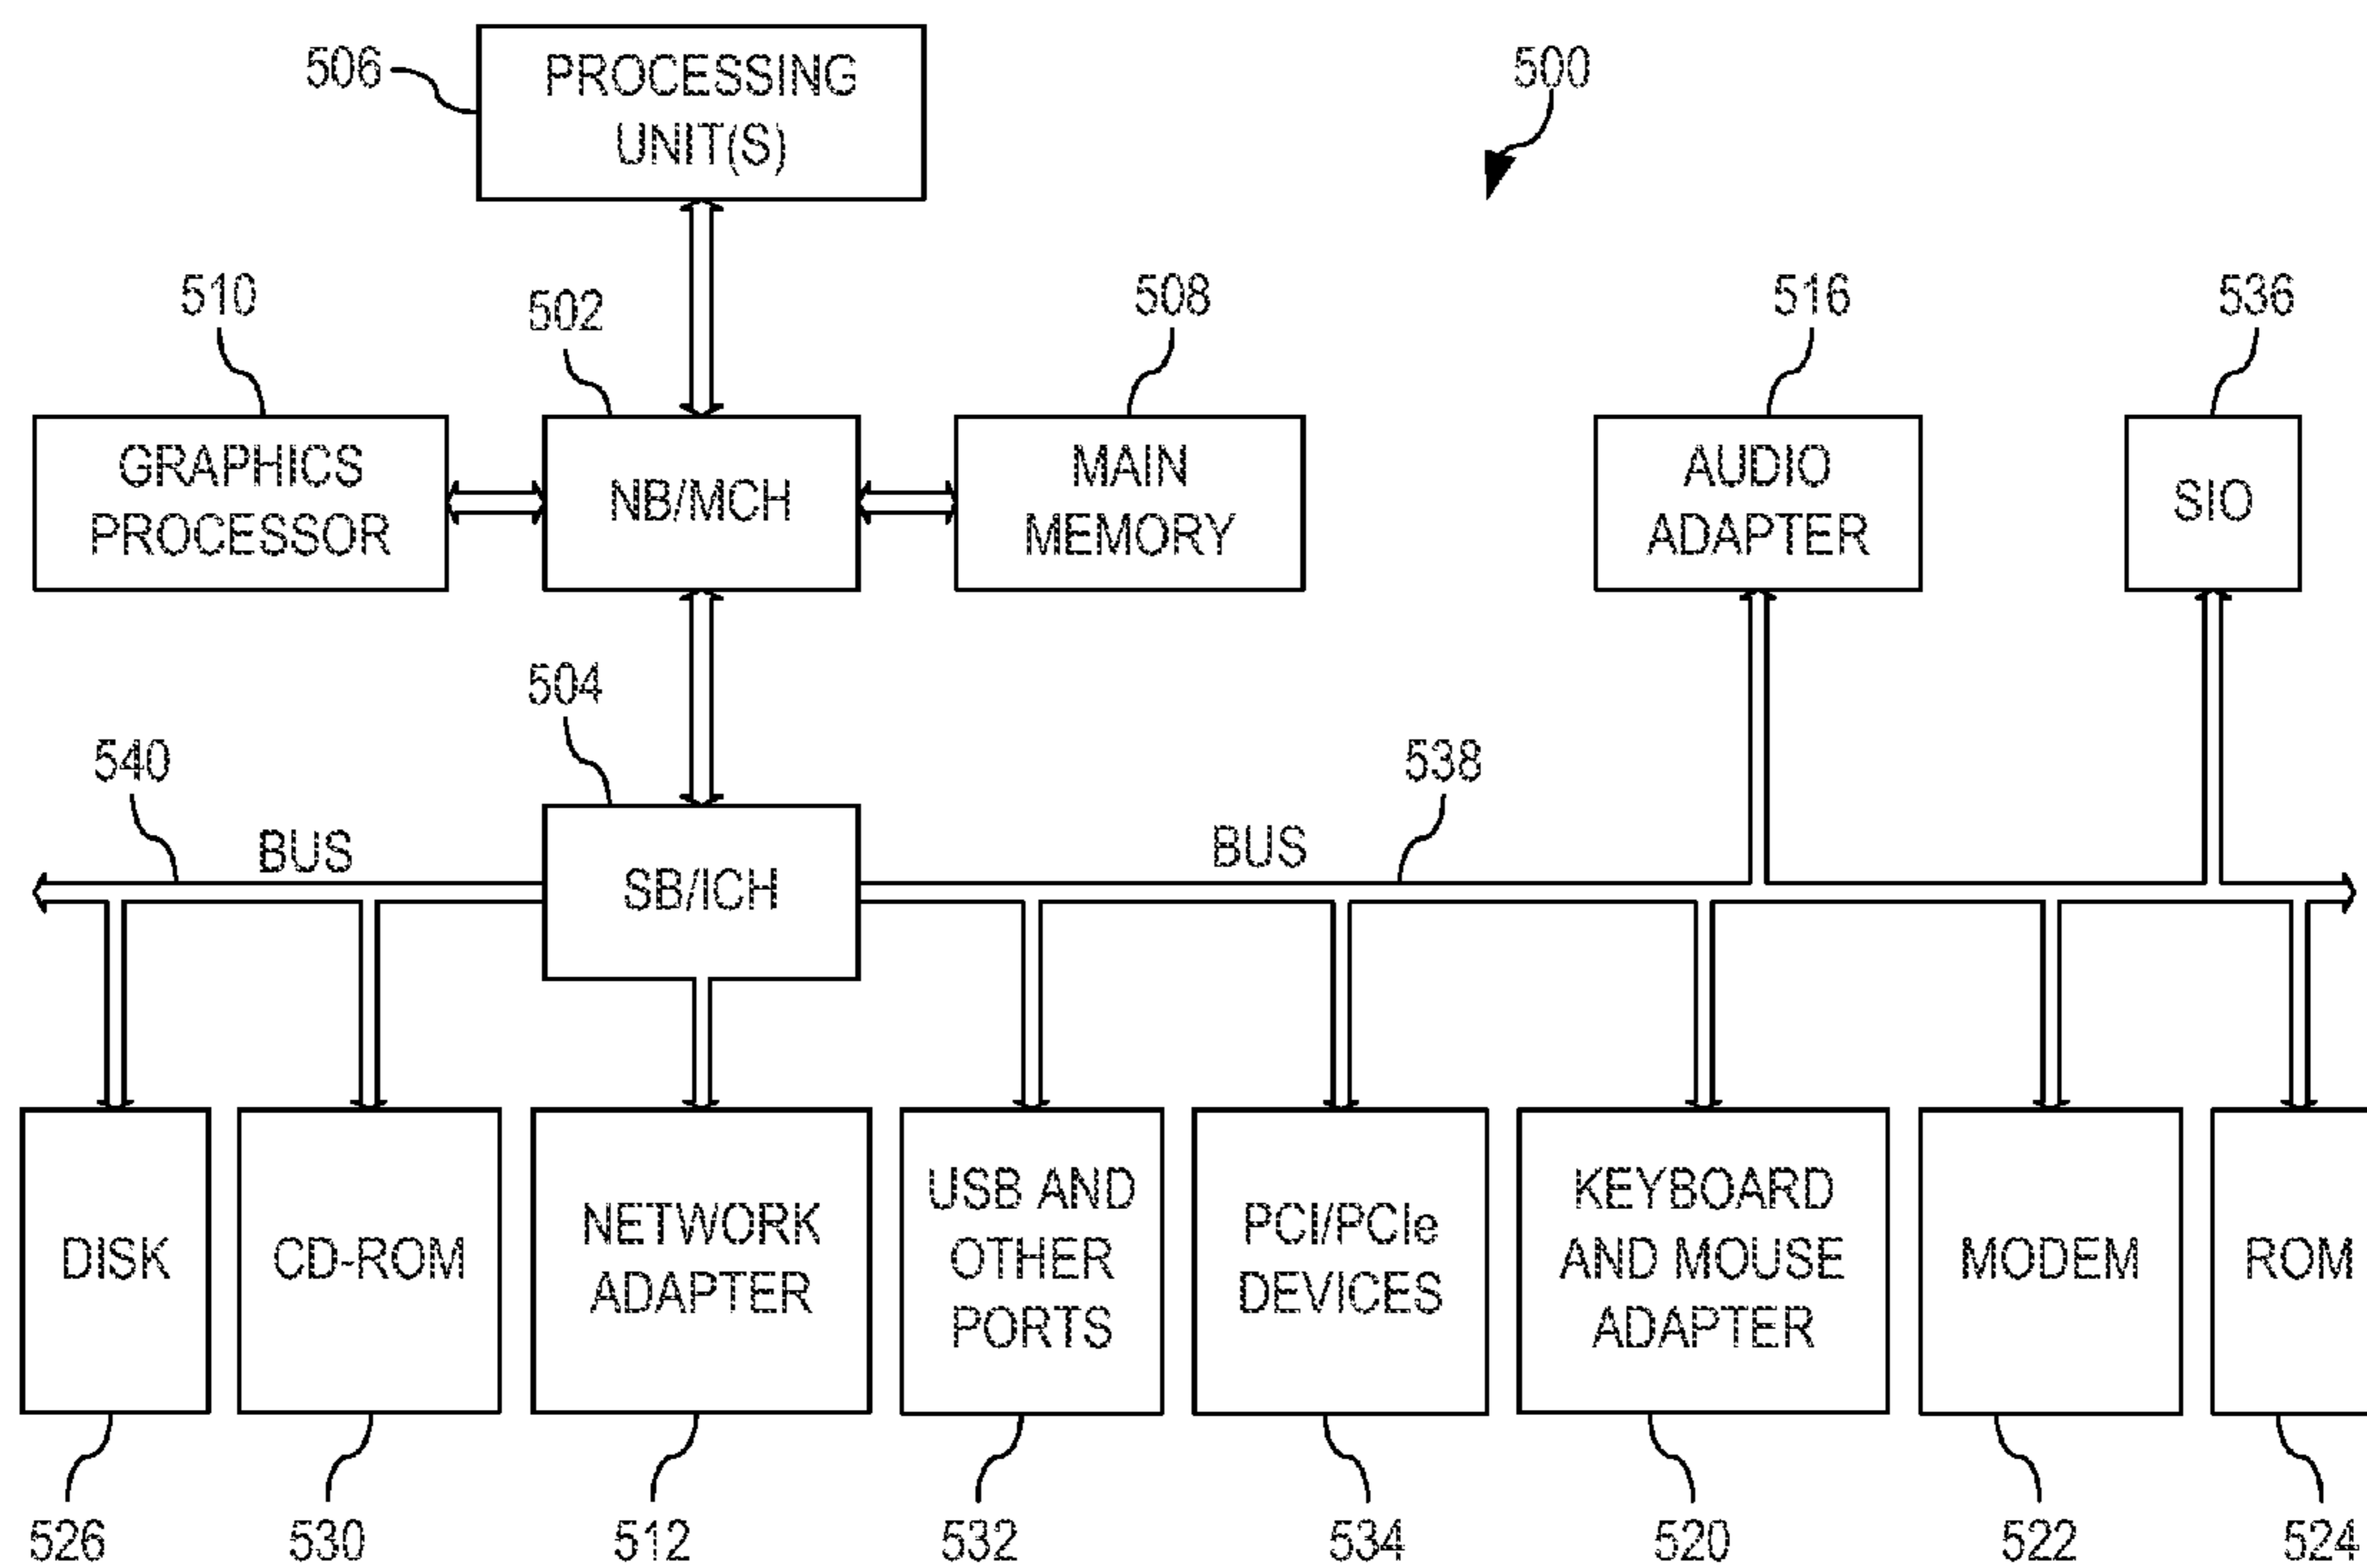 506
PROCESSING
UNIT(S)
500
510
502
508
516
536
GRAPHICS
PROCESSOR
NB/MCH
MAIN
MEMORY
AUDIO
ADAPTER
SIO
504
540
538
BUS
BUS
SB/ICH
DISK
CD-ROM
NETWORK
ADAPTER
USB AND
OTHER
PORTS
PCI/PCIe
DEVICES
KEYBOARD
AND MOUSE
ADAPTER
MODEM
ROM
526
530
512
532
534
520
522
524